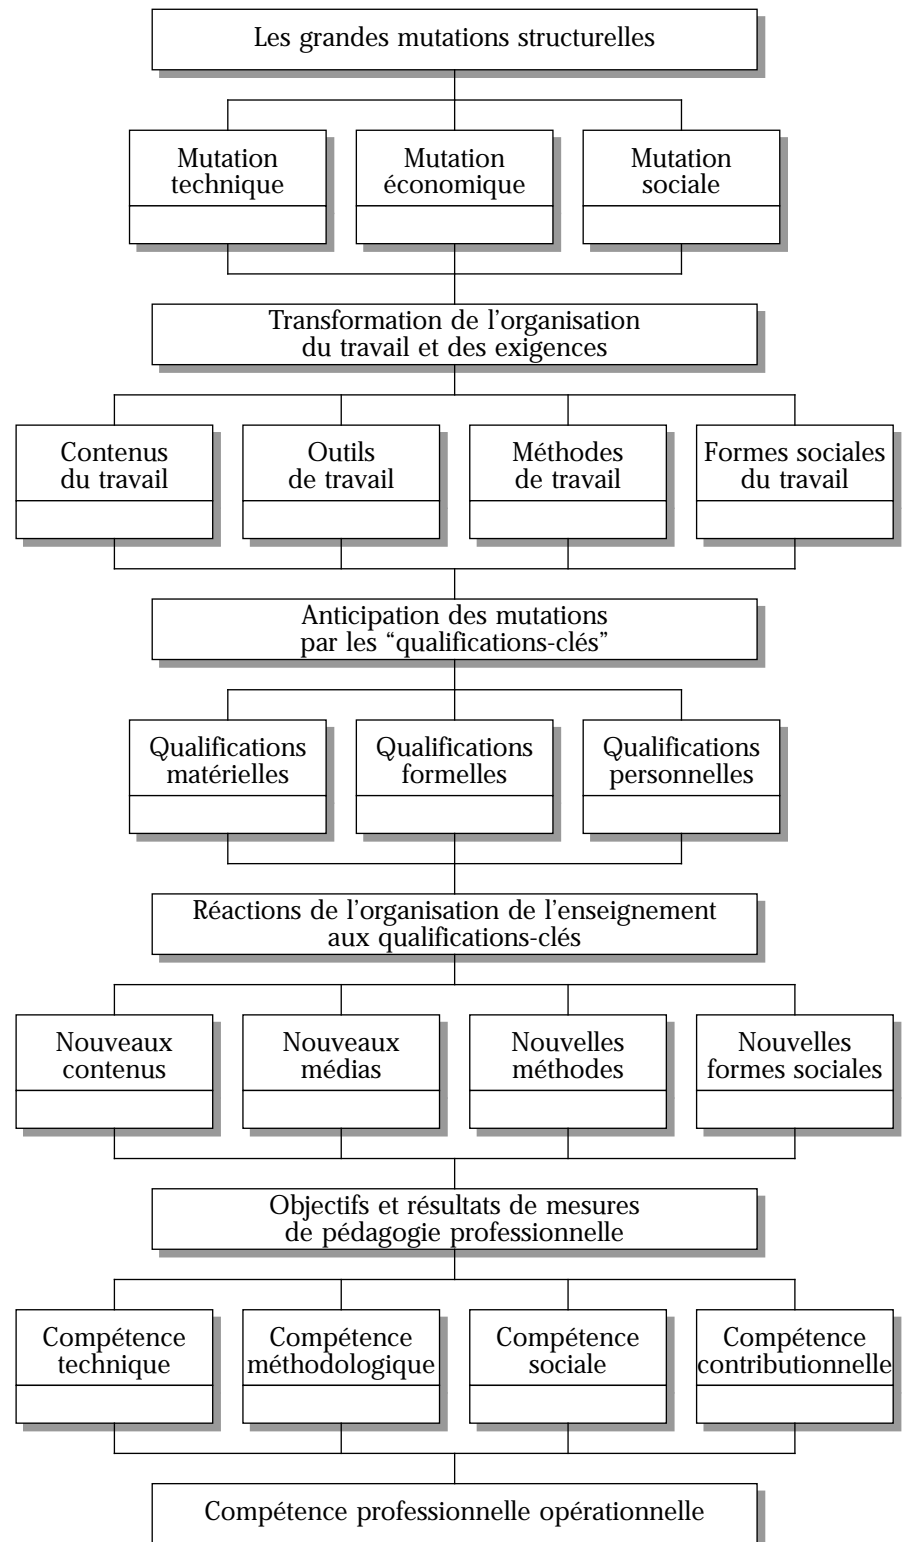 Les grandes mutations structurelles
Mutation
technique
Mutation
économique
Mutation
sociale
Transformation de l’organisation
du travail et des exigences
Contenus
du travail
Outils
de travail
Méthodes
de travail
Formes sociales
du travail
Anticipation des mutations
par les “qualifications-clés”
Qualifications
matérielles
Qualifications
formelles
Qualifications
personnelles
Réactions de l’organisation de l’enseignement
aux qualifications-clés
Nouveaux
contenus
Nouveaux
médias
Nouvelles
méthodes
Nouvelles
formes sociales
Objectifs et résultats de mesures
de pédagogie professionnelle
Compétence
technique
Compétence
méthodologique
Compétence
sociale
Compétence
contributionnelle
Compétence professionnelle opérationnelle